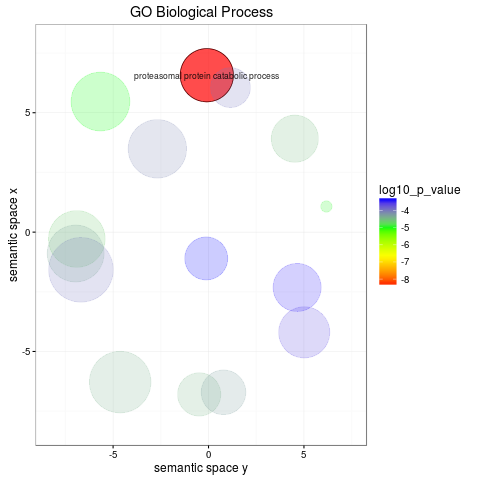 GO Biological Process
proteasomal protein catabolic process
semantic space x
5
0
-5
-5
0
5
semantic space y
log10_p_value
-4
-5
-6
-7
-8